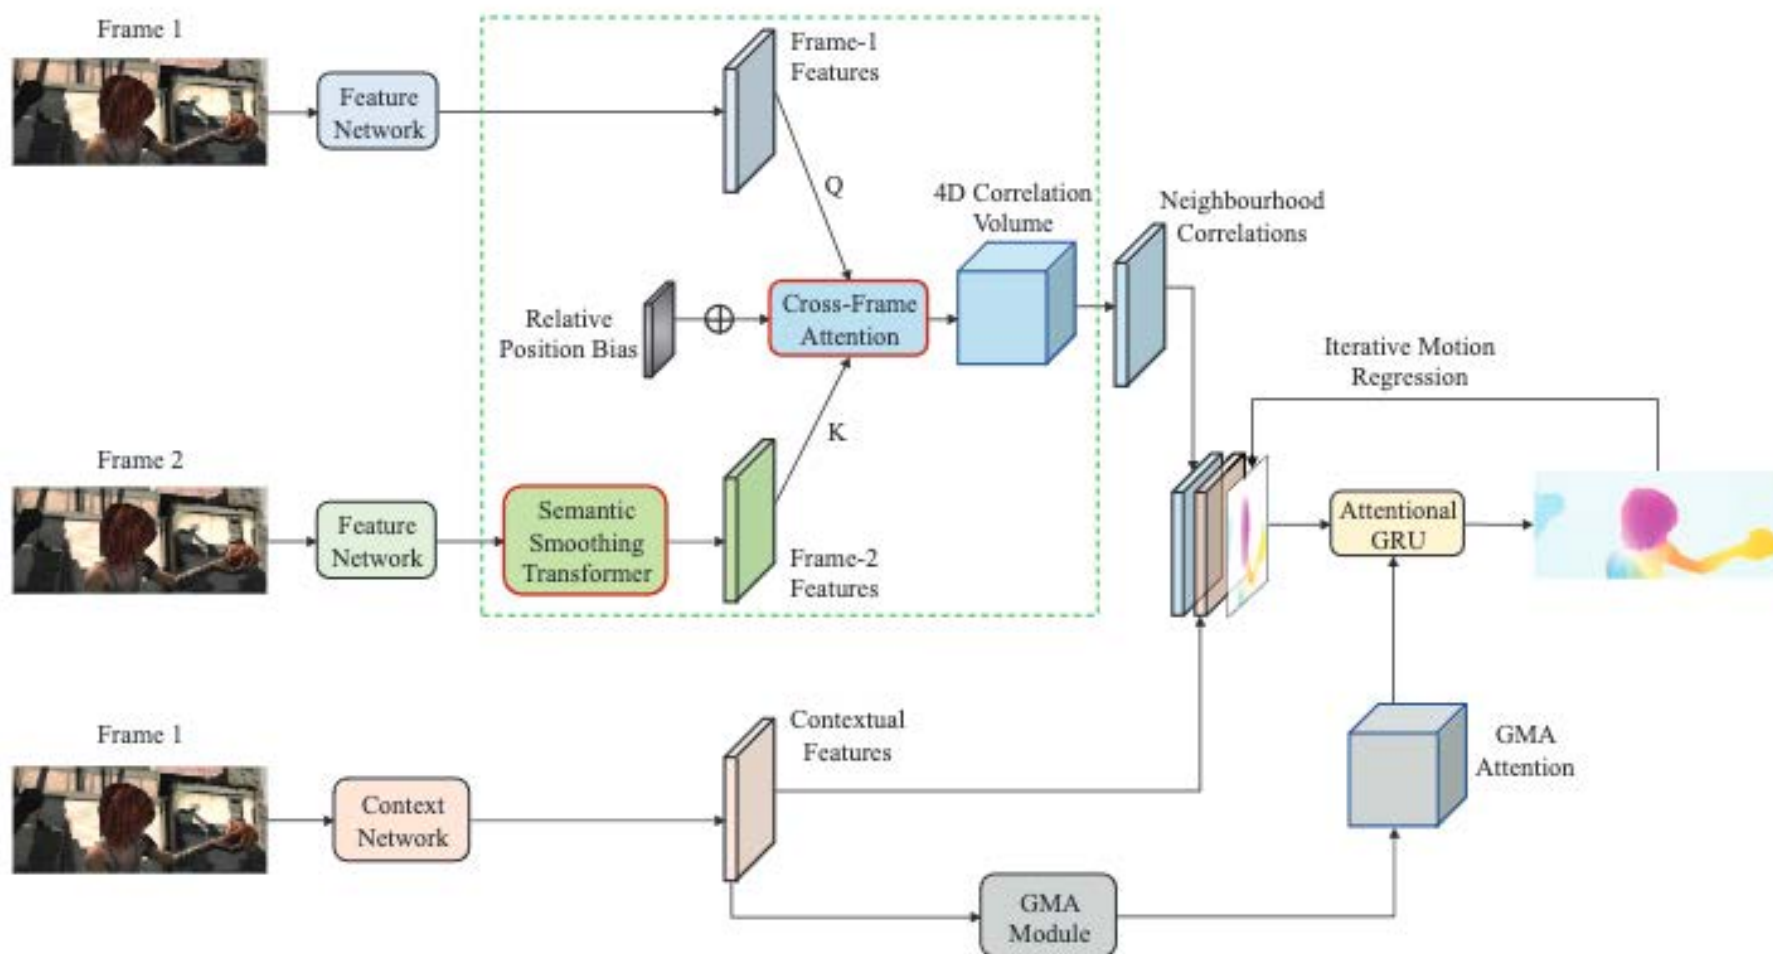 Frame 1
Feature
Network
Frame-1
Features
Q
4D Correlation
Volume
Neighbourhood
Correlations
Relative
Position Bias
Cross-Frame
Attention
K
Iterative Motion
Regression
Frame 2
Feature
Network
Semantic
Smoothing
Transformer
Frame-2
Features
Attentional
GRU
Frame 1
Context
Network
Contextual
Features
GMA
Attention
GMA
Module